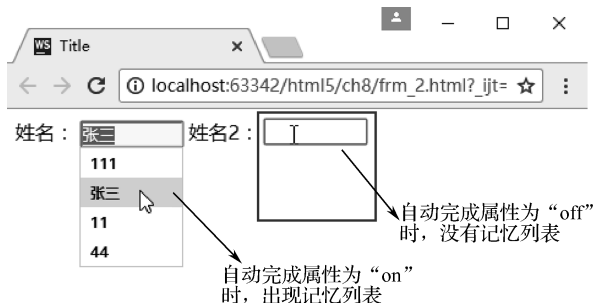 Title
localhost:63342/html5/ch8/frm_2.html?_ijt=
姓名： 张三 姓名2：
111
张三
11
44
自动完成属性为“off”
时，没有记忆列表
自动完成属性为“on”
时，出现记忆列表